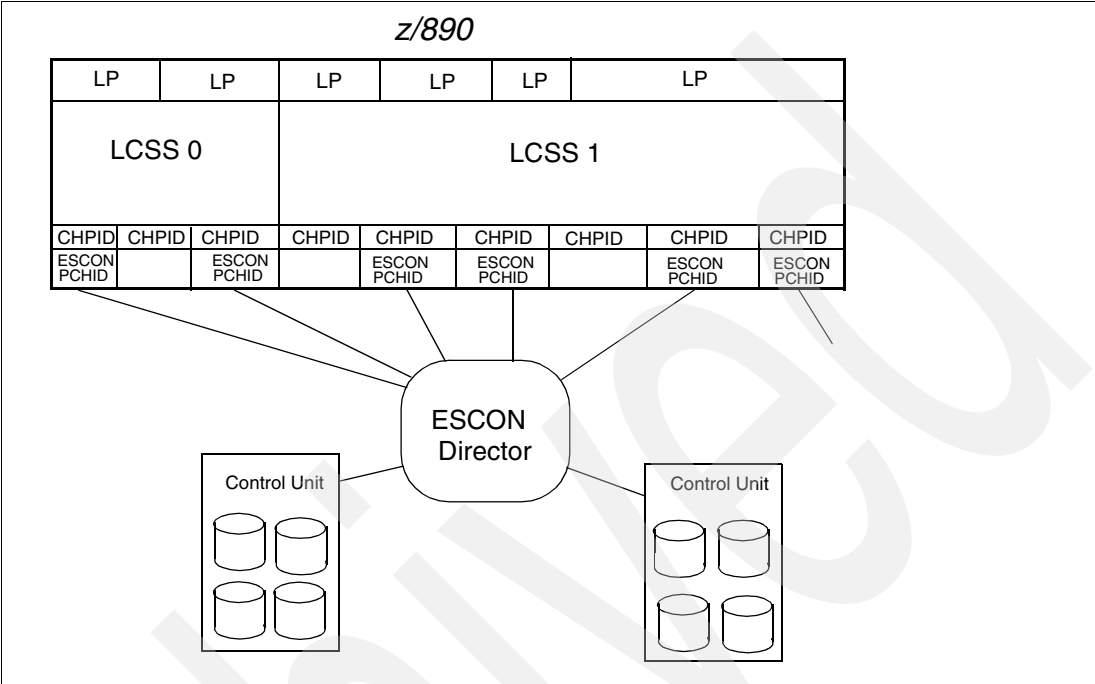 z/890
LP LP LP LP LP LP
LCSS 0 LCSS 1
CHPID CHPID CHPID CHPID CHPID CHPID CHPID CHPID CHPID
ESCON ESCON ESCON ESCON ESCON ESCON
PCHID PCHID PCHID PCHID PCHID PCHID
ESCON
Director
Control Unit Control Unit